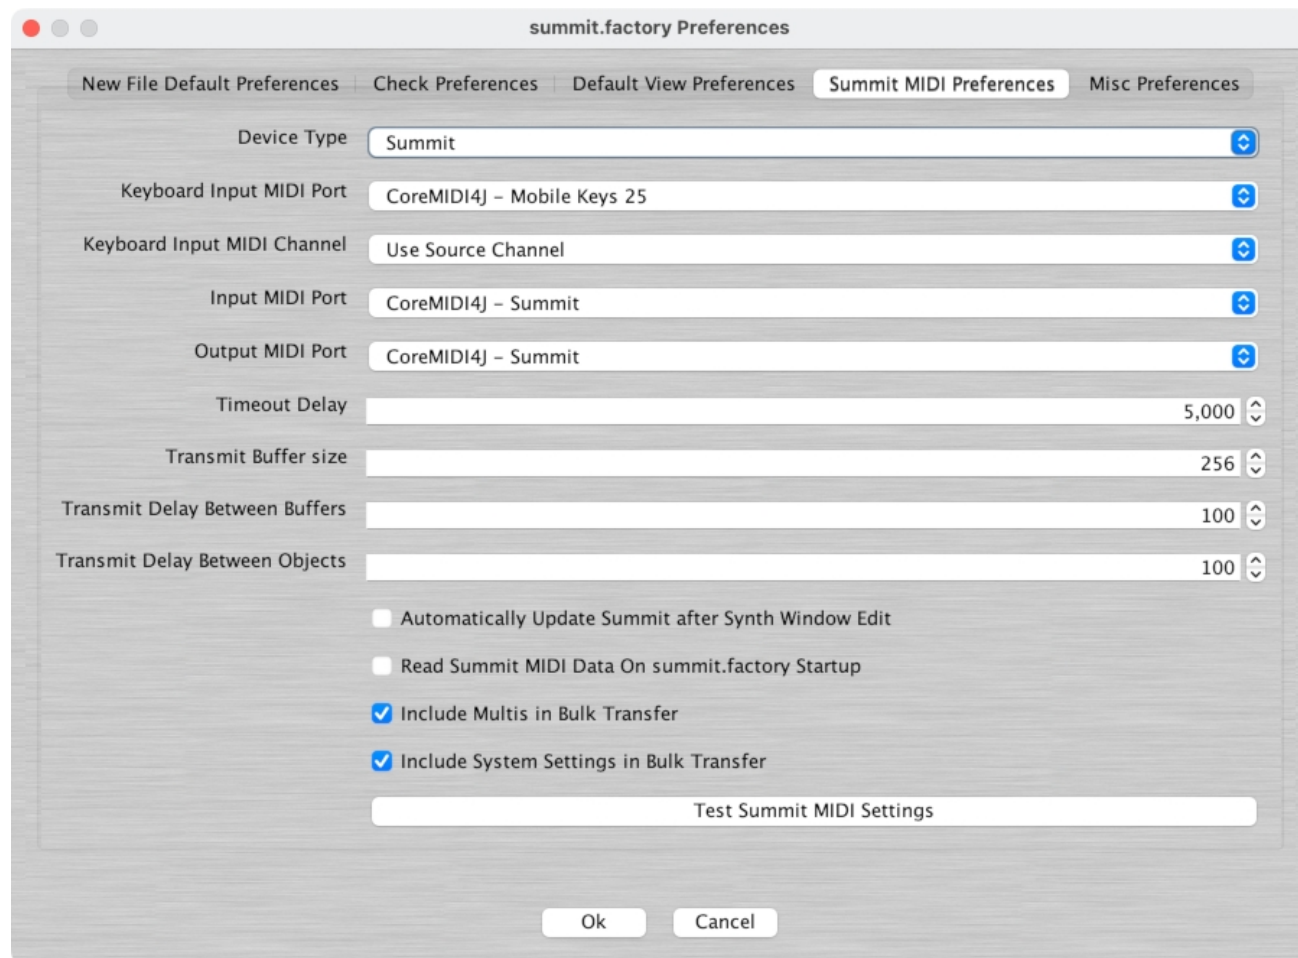 summit.factory Preferences
New File Default Preferences Check Preferences Default View Preferences Summit MIDI Preferences Misc Preferences
Device Type Summit
Keyboard Input MIDI Port CoreMIDI4J – Mobile Keys 25
Keyboard Input MIDI Channel Use Source Channel
Input MIDI Port CoreMIDI4J – Summit
Output MIDI Port CoreMIDI4J – Summit
Timeout Delay 5,000
Transmit Buffer size 256
Transmit Delay Between Buffers 100
Transmit Delay Between Objects 100
Automatically Update Summit after Synth Window Edit
Read Summit MIDI Data On summit.factory Startup
Include Multis in Bulk Transfer
Include System Settings in Bulk Transfer
Test Summit MIDI Settings
Ok Cancel